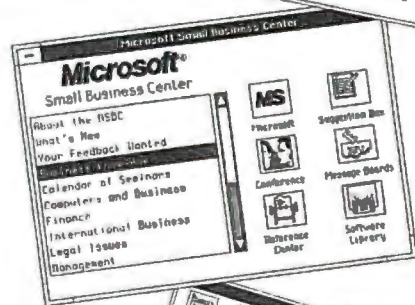 Microsoft Small Business Center
Microsoft®
Small Business Center
About the MSBC
What's New
Your Feedback Wanted
Calendar of Seminars
Computers and Business
Finance
International Business
Legal Issues
Management
MS
Microsoft
Suggestion Box
Conference
Message Boards
Reference Center
Software Library